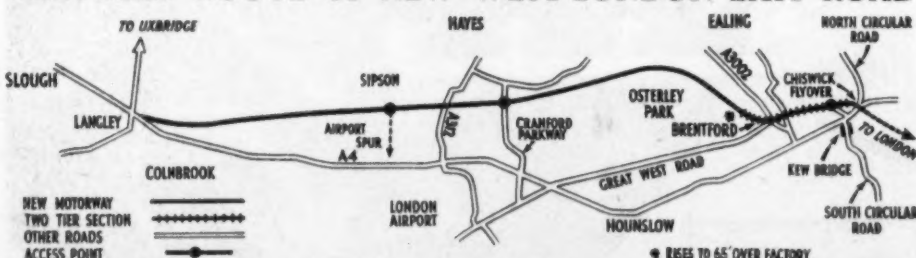 TO UXBRIDGE
HAYES
EALING
NORTH CIRCULAR
ROAD
SLOUGH
SIPSON
A3002
CHISWICK
FLYOVER
OSTERLEY
PARK
LANGLEY
AIRPORT
SPUR
A312
CRANFORD
PARKWAY
BRENTFORD
TO LONDON
A4
COLNBROOK
GREAT WEST ROAD
KEW BRIDGE
NEW MOTORWAY
TWO TIER SECTION
OTHER ROADS
ACCESS POINT
LONDON
AIRPORT
HOUNSLOW
SOUTH CIRCULAR
ROAD
RISES TO 65' OVER FACTORY